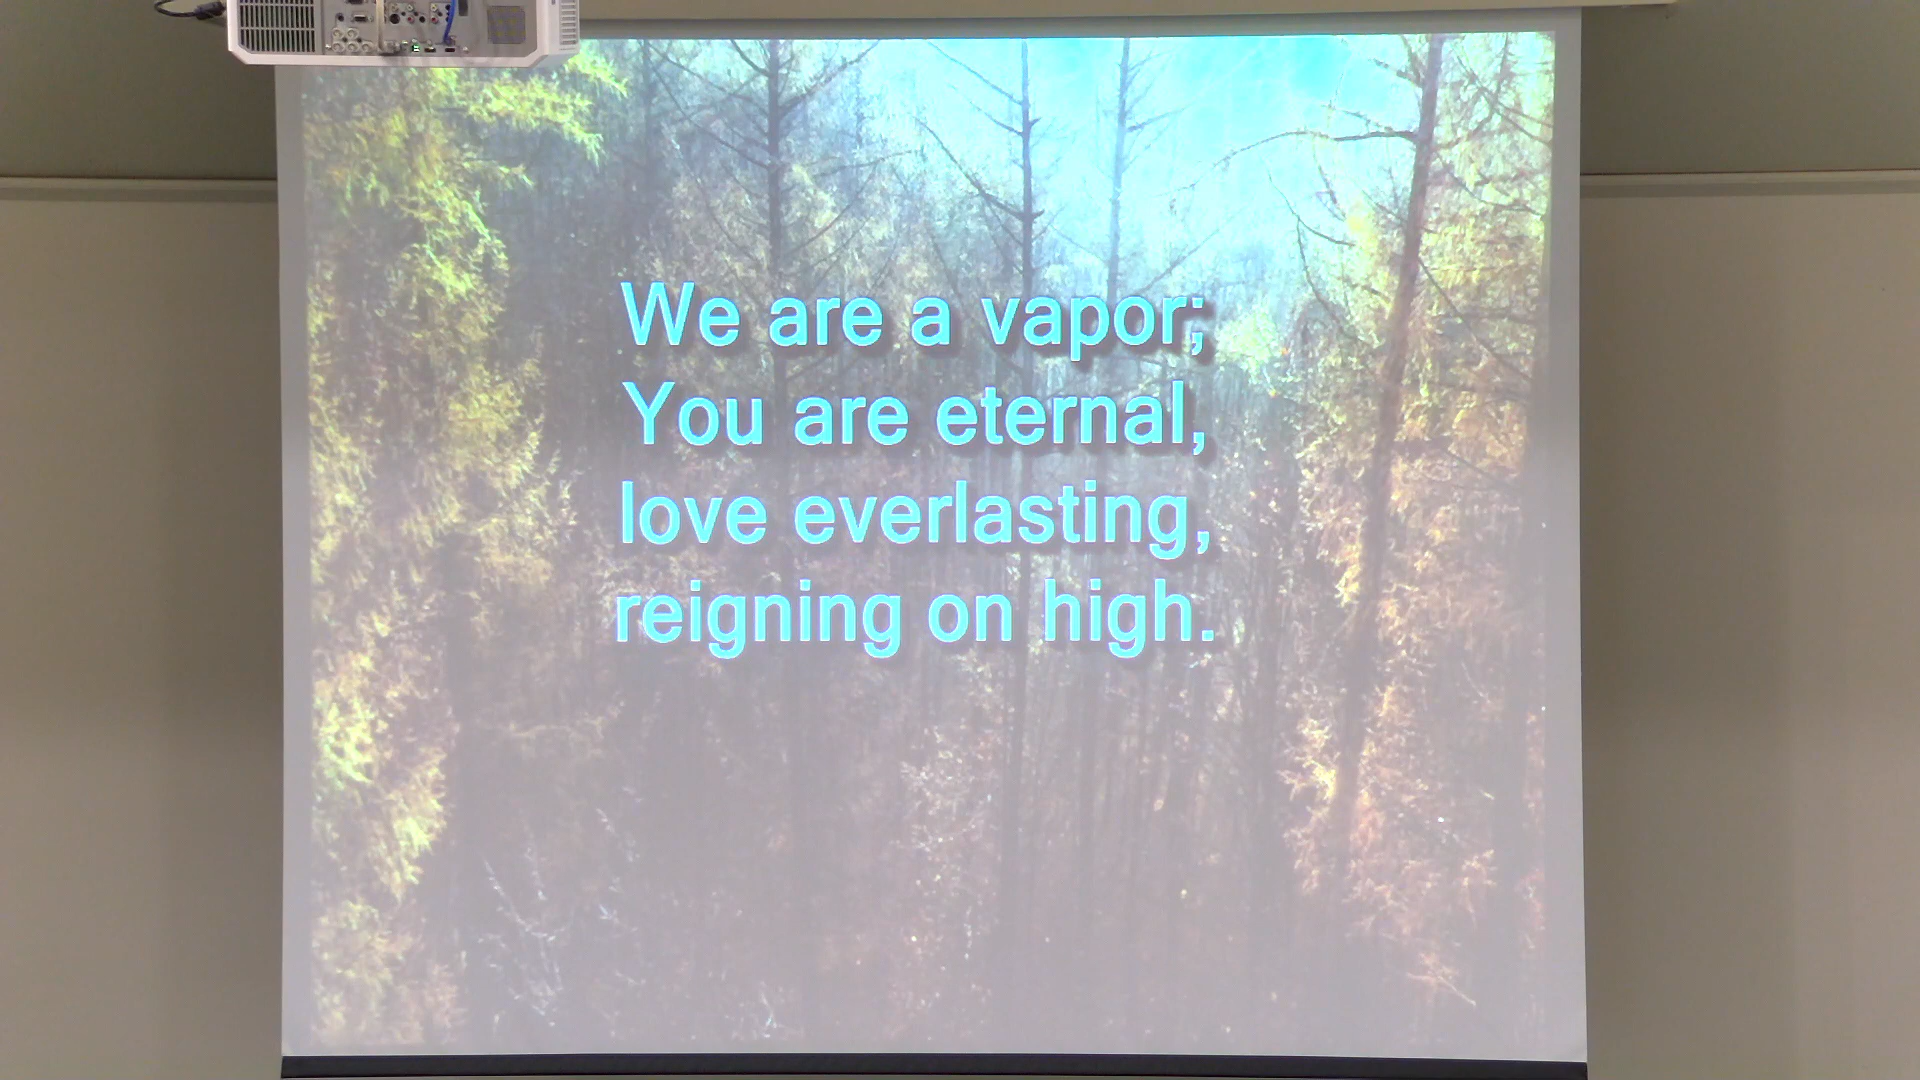 We are a vapor;
You are eternal,
love everlasting,
reigning on high.